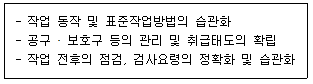 - 작업 동작 및 표준작업방법의 습관화
- 공구 · 보호구 등의 관리 및 취급태도의 확립
- 작업 전후의 점검, 검사요령의 정확화 및 습관화